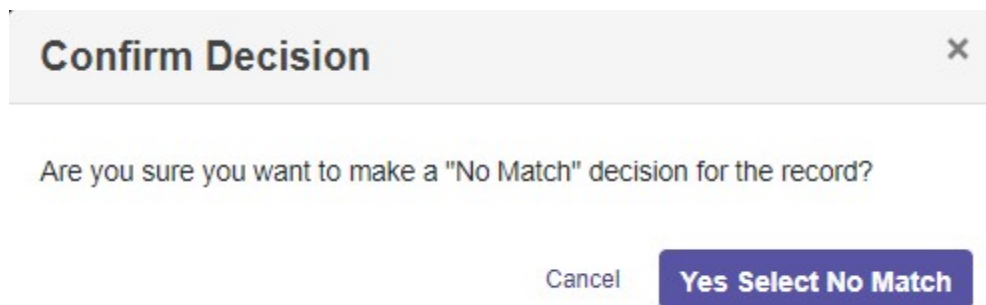 Confirm Decision
×
Are you sure you want to make a "No Match" decision for the record?
Cancel
Yes Select No Match